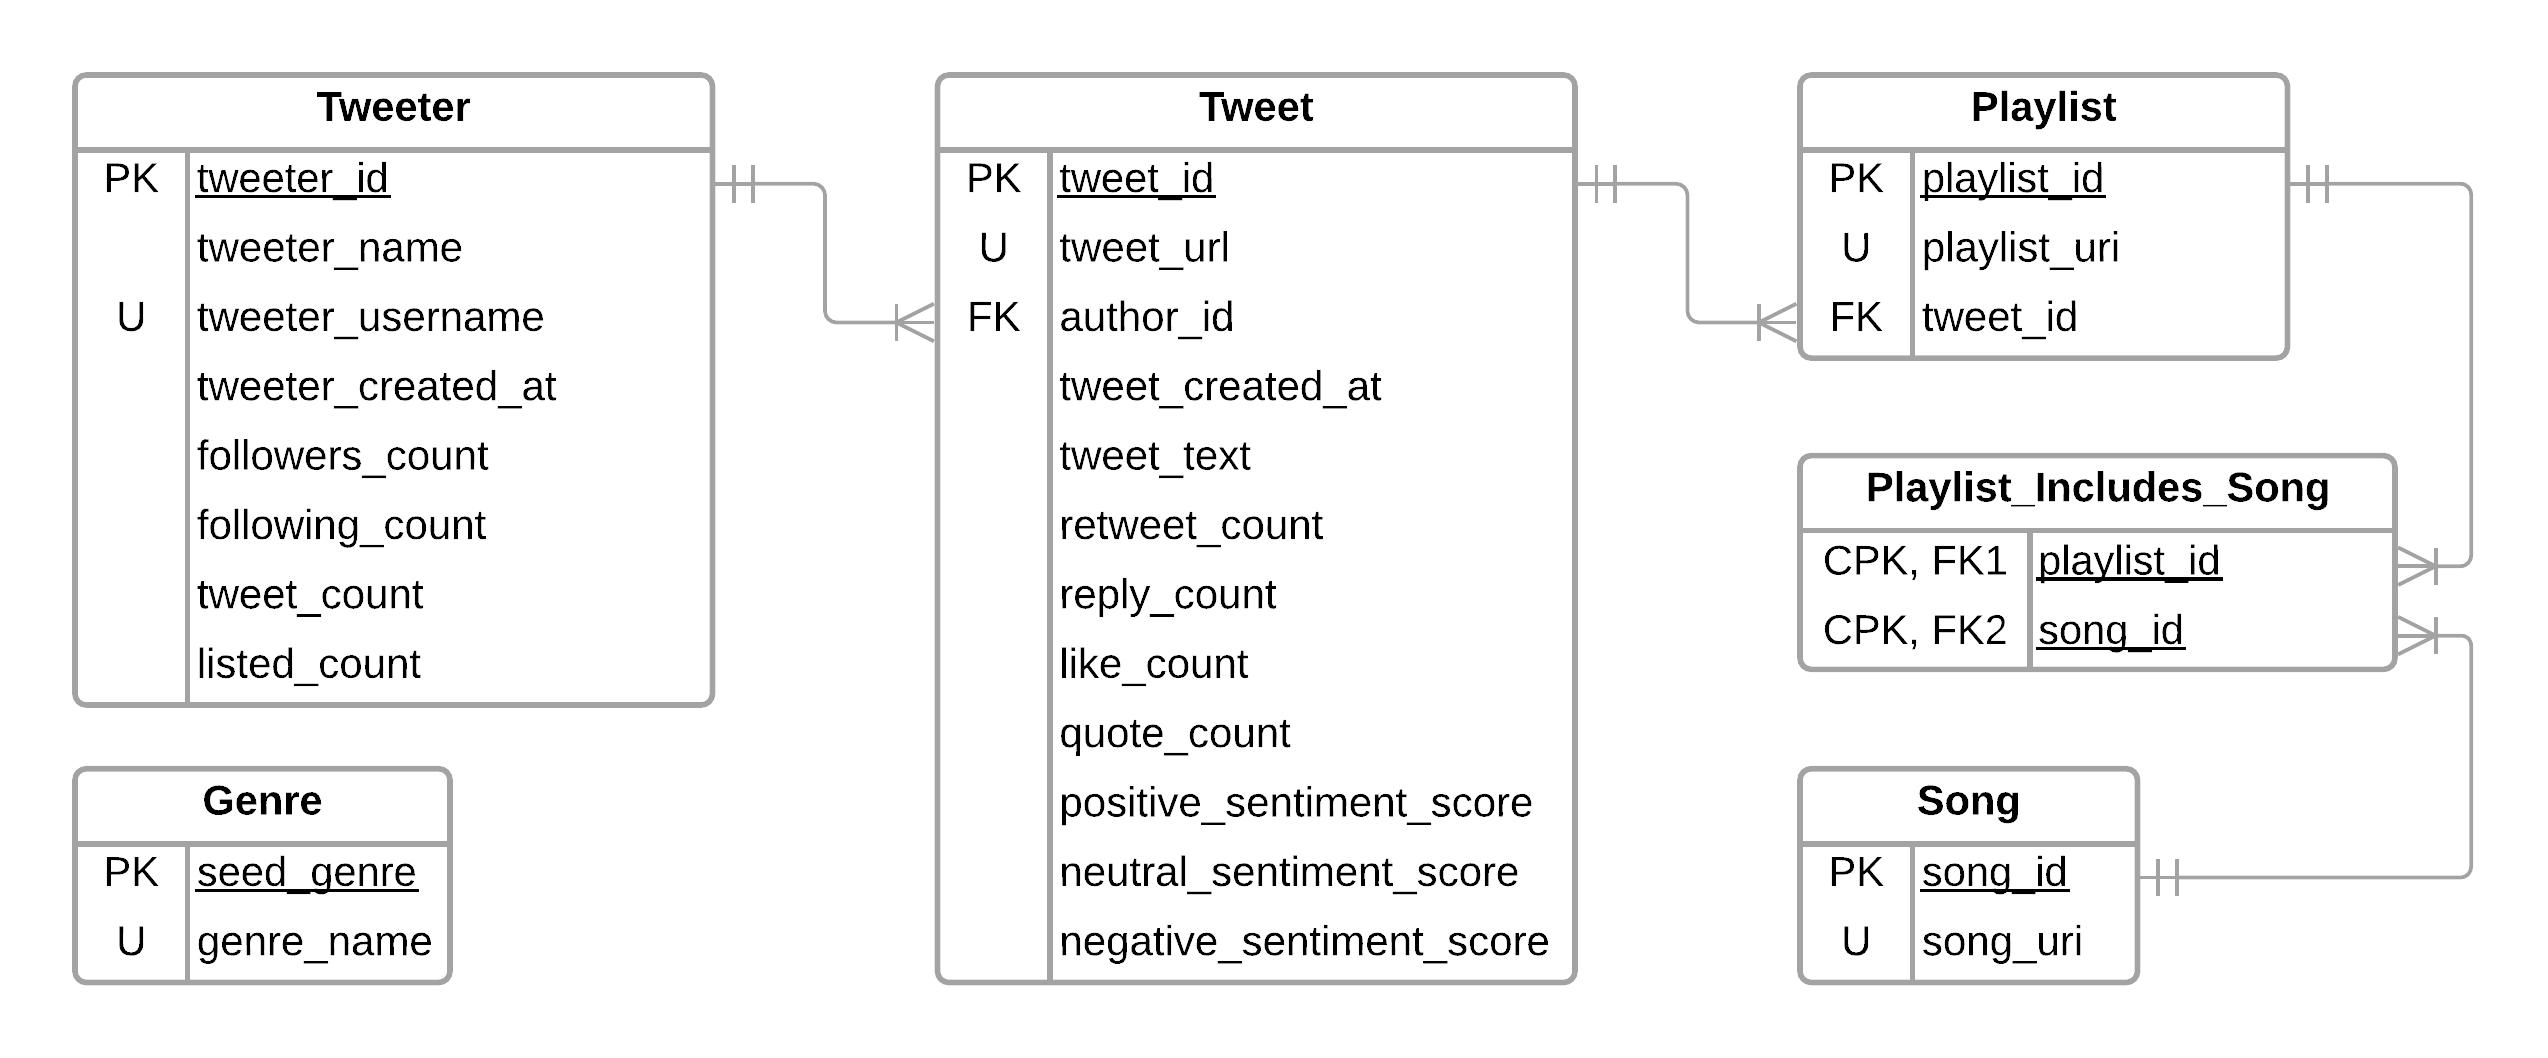 Tweeter
PK tweeter_id
tweeter_name
U tweeter_username
tweeter_created_at
followers_count
following_count
tweet_count
listed_count
Genre
PK seed_genre
U genre_name
Tweet
PK tweet_id
U tweet_url
FK author_id
tweet_created_at
tweet_text
retweet_count
reply_count
like_count
quote_count
positive_sentiment_score
neutral_sentiment_score
negative_sentiment_score
Playlist
PK playlist_id
U playlist_uri
FK tweet_id
Playlist_Includes_Song
CPK, FK1 playlist_id
CPK, FK2 song_id
Song
PK song_id
U song_uri